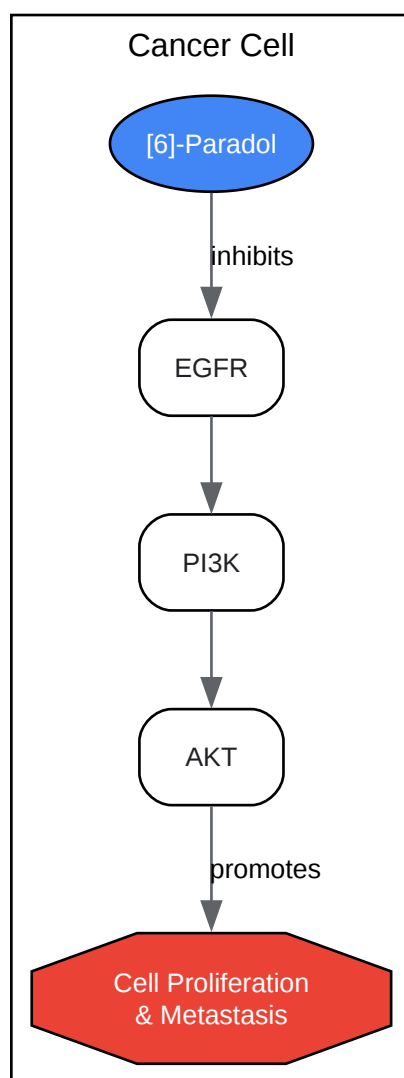 Cancer Cell
[6]-Paradol
inhibits
EGFR
PI3K
AKT
promotes
Cell Proliferation
& Metastasis